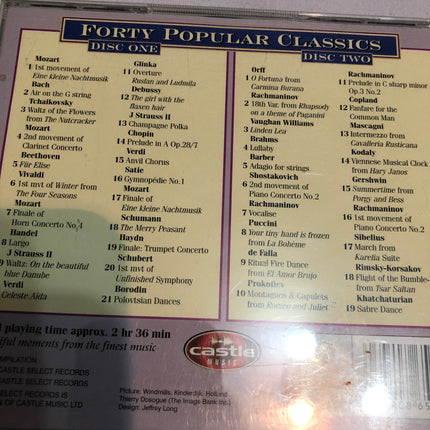 FORTY POPULAR CLASSICS
DISC ONE
Mozart
1 1st movement of
Eine kleine Nachtmusik
Bach
2 Air on the G string
Tchaikovsky
3 Waltz of the Flowers
from The Nutcracker
Mozart
4 2nd movement of
Clarinet Concerto
Beethoven
5 Für Elise
Vivaldi
6 1st mvt of Winter from
The Four Seasons
Mozart
7 Finale of
Horn Concerto No.4
Handel
8 Largo
J Strauss II
9 Waltz: On the beautiful
blue Danube
Verdi
Celeste Aida
Glinka
11 Overture
Ruslan and Ludmila
Debussy
12 The girl with the
flaxen hair
J Strauss II
13 Champagne Polka
Chopin
14 Prelude in A Op.28/7
Verdi
15 Anvil Chorus
Satie
16 Gymnopédie No.1
Mozart
17 Finale of
Eine kleine Nachtmusik
Schumann
18 The Merry Peasant
Haydn
19 Finale: Trumpet Concerto
Schubert
20 1st mvt of
Unfinished Symphony
Borodin
21 Polovtsian Dances
DISC TWO
Orff
1 O Fortuna from
Carmina Burana
Rachmaninov
2 18th Var. from Rhapsody
on a theme of Paganini
Vaughan Williams
3 Linden Lea
Brahms
4 Lullaby
Barber
5 Adagio for strings
Shostakovich
6 2nd movement of
Piano Concerto No.2
Rachmaninov
7 Vocalise
Puccini
8 Your tiny hand is frozen
from La Bohème
de Falla
9 Ritual Fire Dance
from El Amor Brujo
Prokofiev
10 Montagues & Capulets
from Romeo and Juliet
Rachmaninov
11 Prelude in C sharp minor
Op.3 No.2
Copland
12 Fanfare for the
Common Man
Mascagni
13 Intermezzo from
Cavalleria Rusticana
Kodaly
14 Viennese Musical Clock
from Hary Janos
Gershwin
15 Summertime from
Porgy and Bess
Rachmaninov
16 1st movement of
Piano Concerto No.2
Sibelius
17 March from
Karelia Suite
Rimsky-Korsakov
18 Flight of the Bumble-
from Tsar Saltan
Khatchaturian
19 Sabre Dance
playing time approx. 2 hr 36 min
moments from the finest music
castle
MUSIC
COMPILATION
CASTLE SELECT RECORDS
CASTLE SELECT RECORDS
SELECT RECORDS IS
OF CASTLE MUSIC LTD
Picture: Windmills, Kinderdijk, Holland
Thierry Dosogue (The Image Bank Inc.)
Design: Jeffrey Long